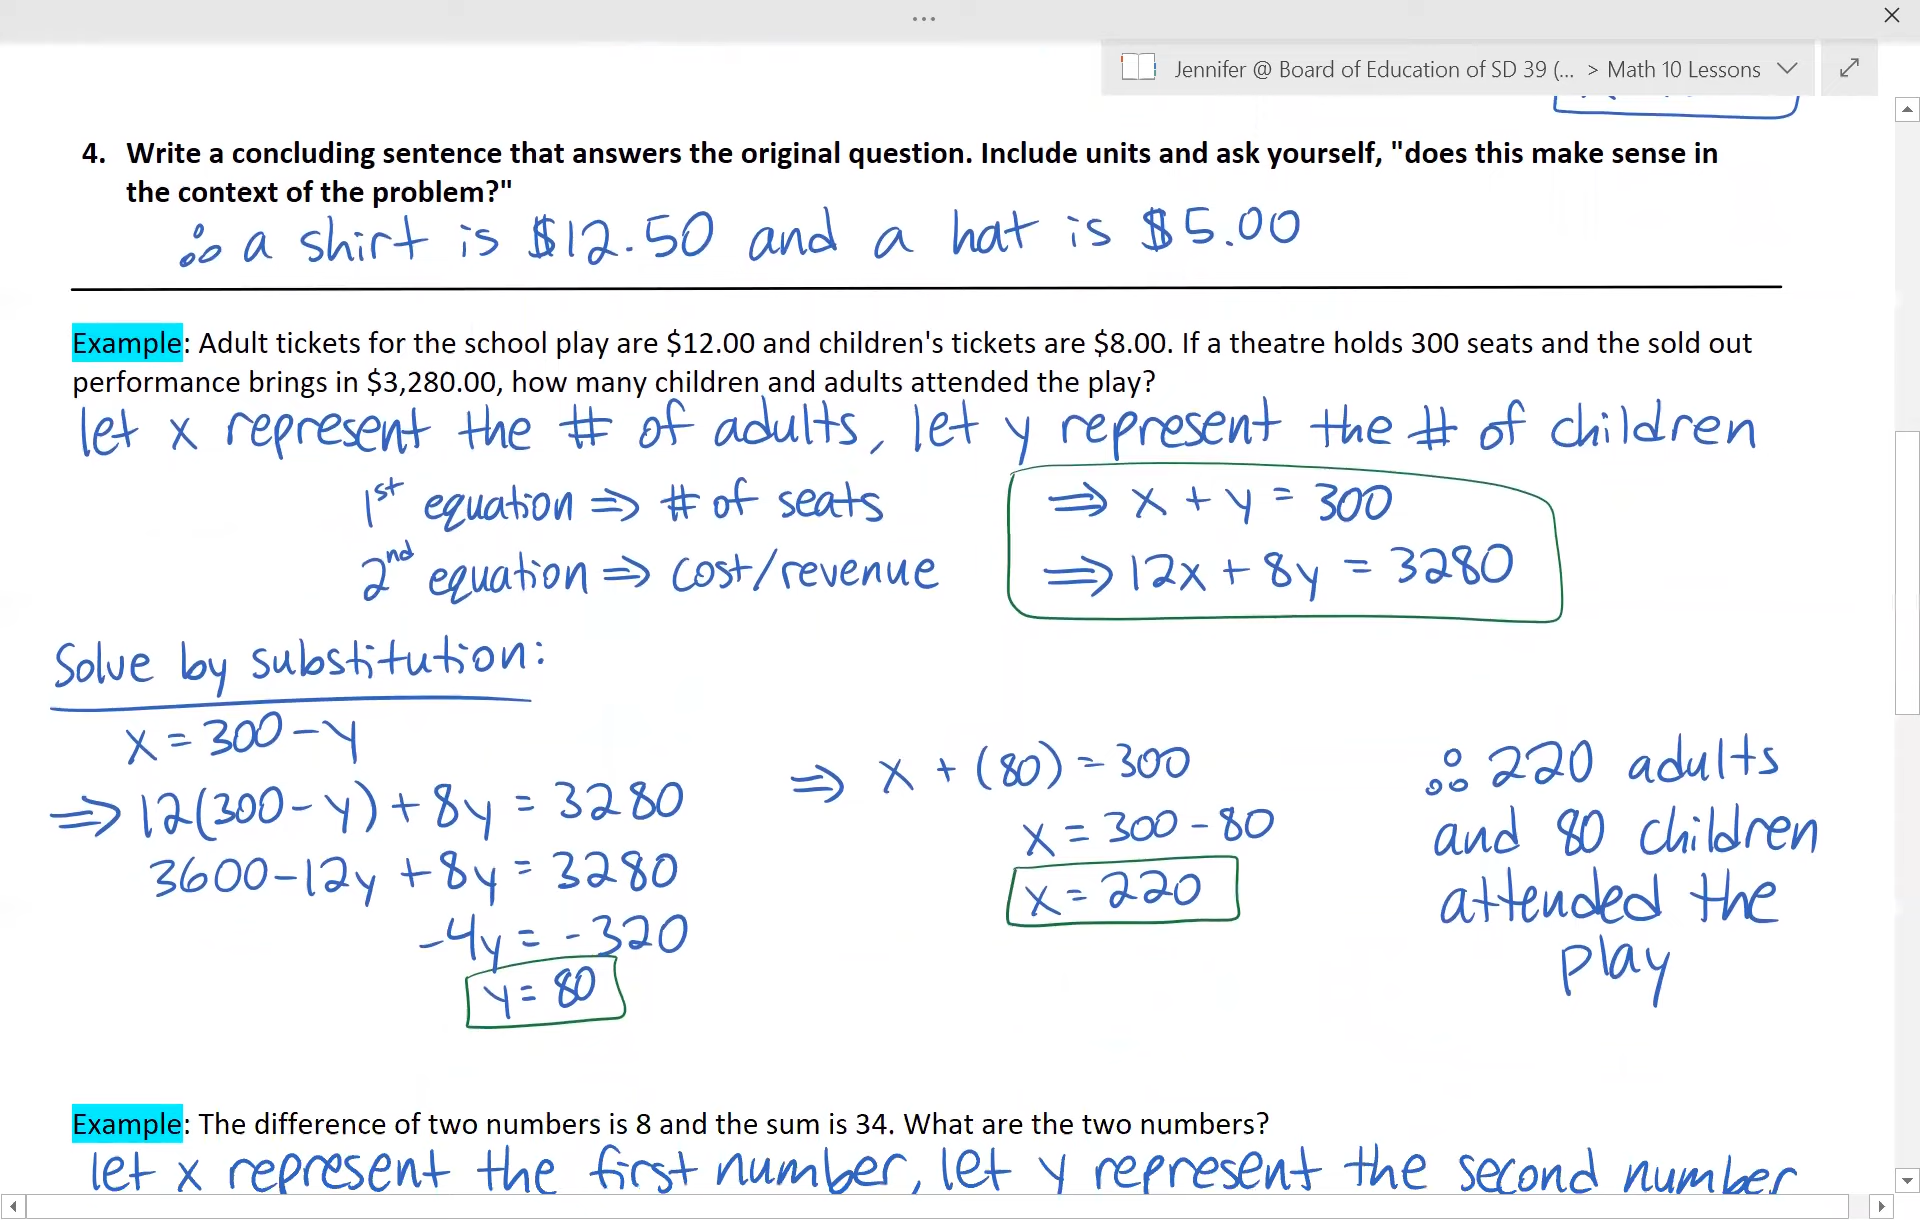 Jennifer @ Board of Education of SD 39 (... > Math 10 Lessons
4. Write a concluding sentence that answers the original question. Include units and ask yourself, "does this make sense in
the context of the problem?"
∴ a shirt is $12.50 and a hat is $5.00
Example: Adult tickets for the school play are $12.00 and children's tickets are $8.00. If a theatre holds 300 seats and the sold out
performance brings in $3,280.00, how many children and adults attended the play?
let x represent the # of adults, let y represent the # of children
1st equation ⇒ # of seats ⇒ x + y = 300
2nd equation ⇒ cost/revenue ⇒ 12x + 8y = 3280
Solve by substitution:
x = 300 - y
⇒ 12(300 - y) + 8y = 3280
3600 - 12y + 8y = 3280
-4y = -320
y = 80
⇒ x + (80) = 300
x = 300 - 80
x = 220
∴ 220 adults
and 80 children
attended the
play
Example: The difference of two numbers is 8 and the sum is 34. What are the two numbers?
let x represent the first number, let y represent the second number